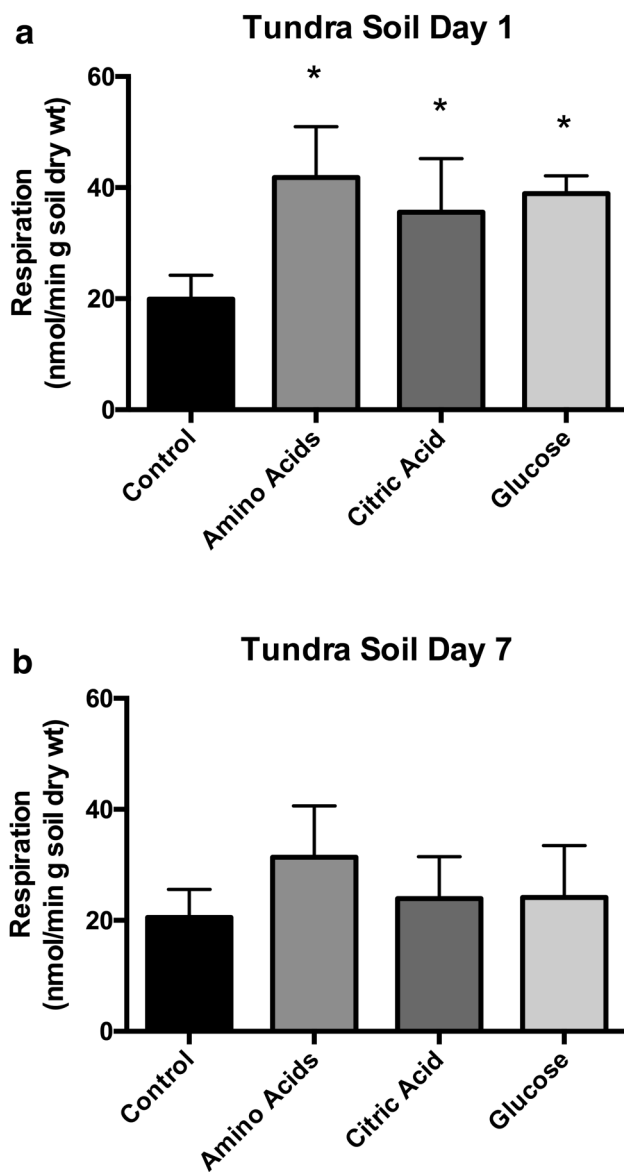 a
Tundra Soil Day 1
Respiration
(nmol/min g soil dry wt)
60
40
20
0
*
*
*
Control
Amino Acids
Citric Acid
Glucose
b
Tundra Soil Day 7
Respiration
(nmol/min g soil dry wt)
60
40
20
0
Control
Amino Acids
Citric Acid
Glucose